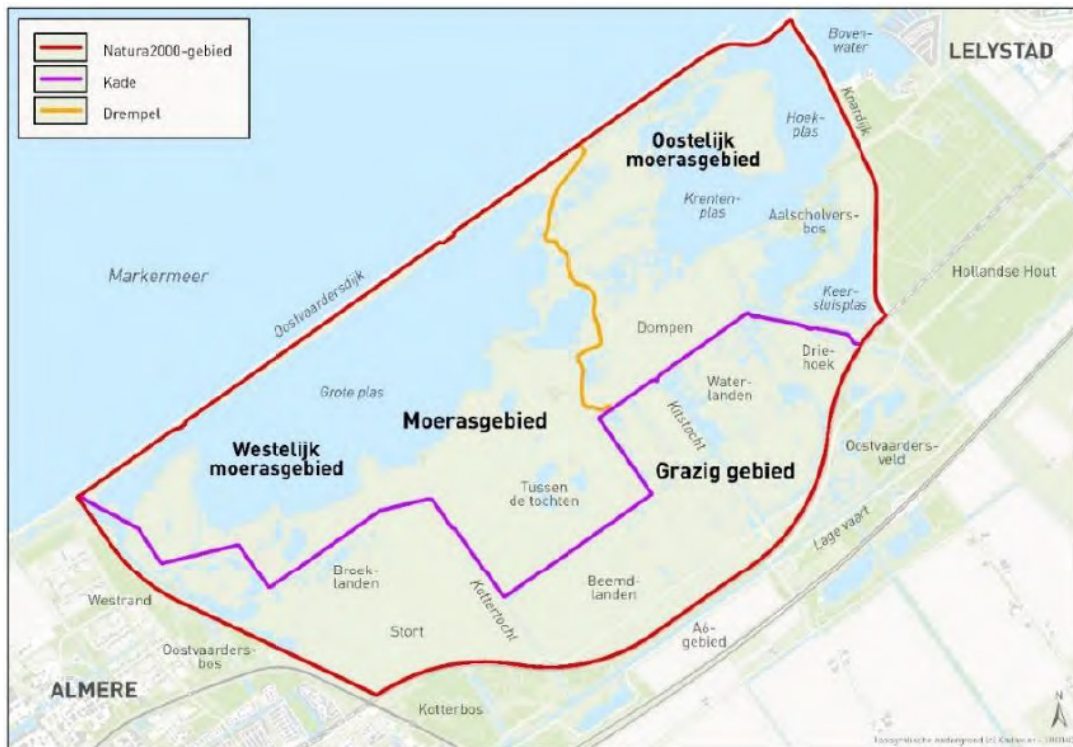 Natura2000-gebied
Kade
Drempel
Boven-
water
LELYSTAD
Knardijk
Hoek-
plas
Oostelijk
moerasgebied
Krenten-
plas
Aalscholvers-
bos
Markermeer
Oostvaardersdijk
Hollandse Hout
Keer-
sluisplas
Dompen
Drie-
hoek
Water-
landen
Grote plas
Kitstocht
Moerasgebied
Westelijk
moerasgebied
Oostvaarders-
veld
Grazig gebied
Tussen
de tochten
Lage vaart
Broek-
landen
Beemd-
landen
Westrand
Kottertocht
Stort
A6-
gebied
Oostvaarders-
bos
ALMERE
Kotterbos
N